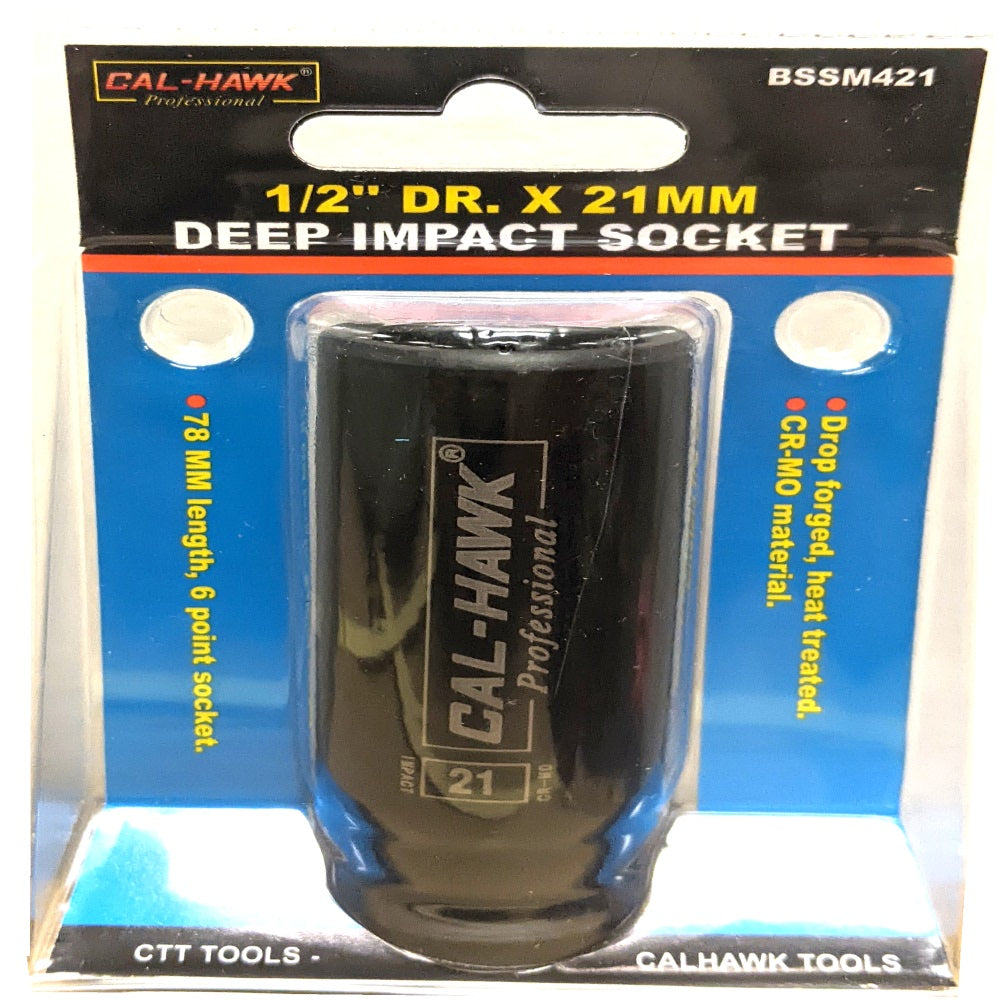 CAL-HAWK®
Professional
BSSM421
1/2" DR. X 21MM
DEEP IMPACT SOCKET
• 78 MM length, 6 point socket.
• Drop forged, heat treated.
• CR-MO material.
CAL-HAWK®
Professional
IMPACT
21
CR-MO
CTT TOOLS -
CALHAWK TOOLS